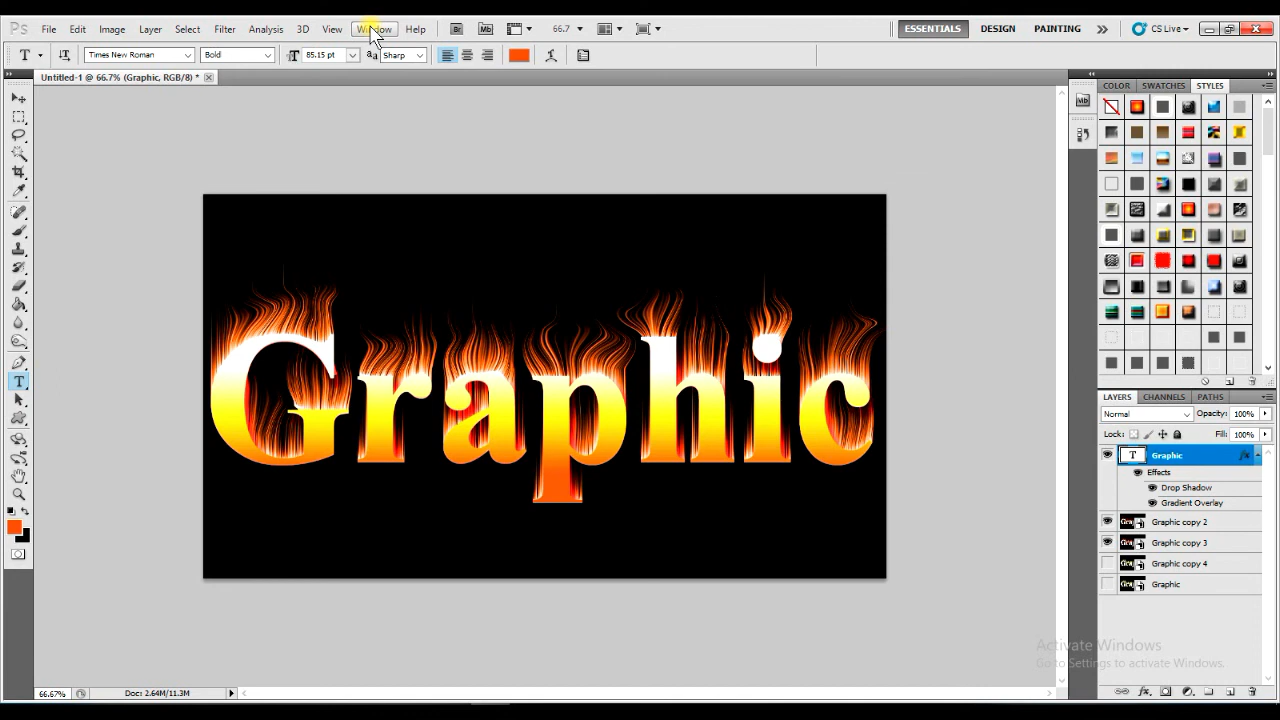 Ps File Edit Image Layer Select Filter Analysis 3D View Window Help Br Mb 66.7 ESSENTIALS DESIGN PAINTING CS Live
T Times New Roman Bold 85.15 pt Sharp
Untitled-1 @ 66.7% (Graphic, RGB/8) *
COLOR SWATCHES STYLES
Mb
Graphic
LAYERS CHANNELS PATHS
Normal Opacity: 100%
Lock: Fill: 100%
T Graphic fx
Effects
Drop Shadow
Gradient Overlay
Graphic copy 2
Graphic copy 3
Graphic copy 4
Graphic
Activate Windows
Go to Settings to activate Windows.
66.67% Doc: 2.64M/11.3M